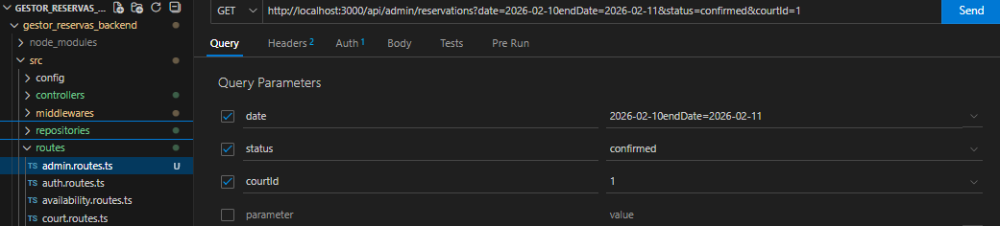 GESTOR_RESERVAS_...
GET http://localhost:3000/api/admin/reservations?date=2026-02-10endDate=2026-02-11&status=confirmed&courtId=1 Send
gestor_reservas_backend
node_modules
src
config
controllers
middlewares
repositories
routes
TS admin.routes.ts U
TS auth.routes.ts
TS availability.routes.ts
TS court.routes.ts
Query Headers 2 Auth 1 Body Tests Pre Run
Query Parameters
date 2026-02-10endDate=2026-02-11
status confirmed
courtId 1
parameter value